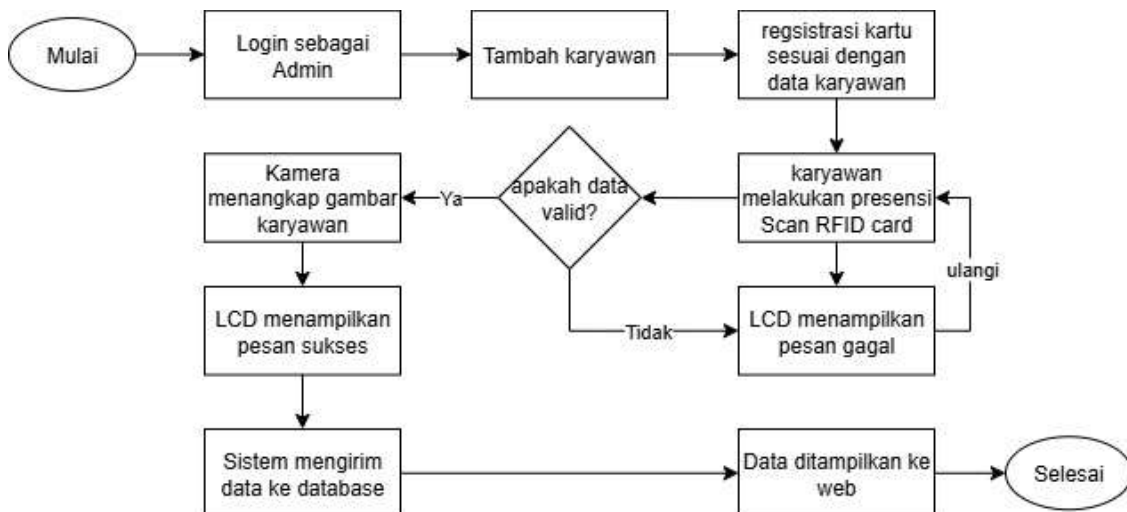 Mulai
Login sebagai
Admin
Tambah karyawan
regsistrasi kartu
sesuai dengan
data karyawan
Kamera
menangkap gambar
karyawan
Ya
apakah data
valid?
karyawan
melakukan presensi
Scan RFID card
ulangi
LCD menampilkan
pesan sukses
Tidak
LCD menampilkan
pesan gagal
Sistem mengirim
data ke database
Data ditampilkan ke
web
Selesai